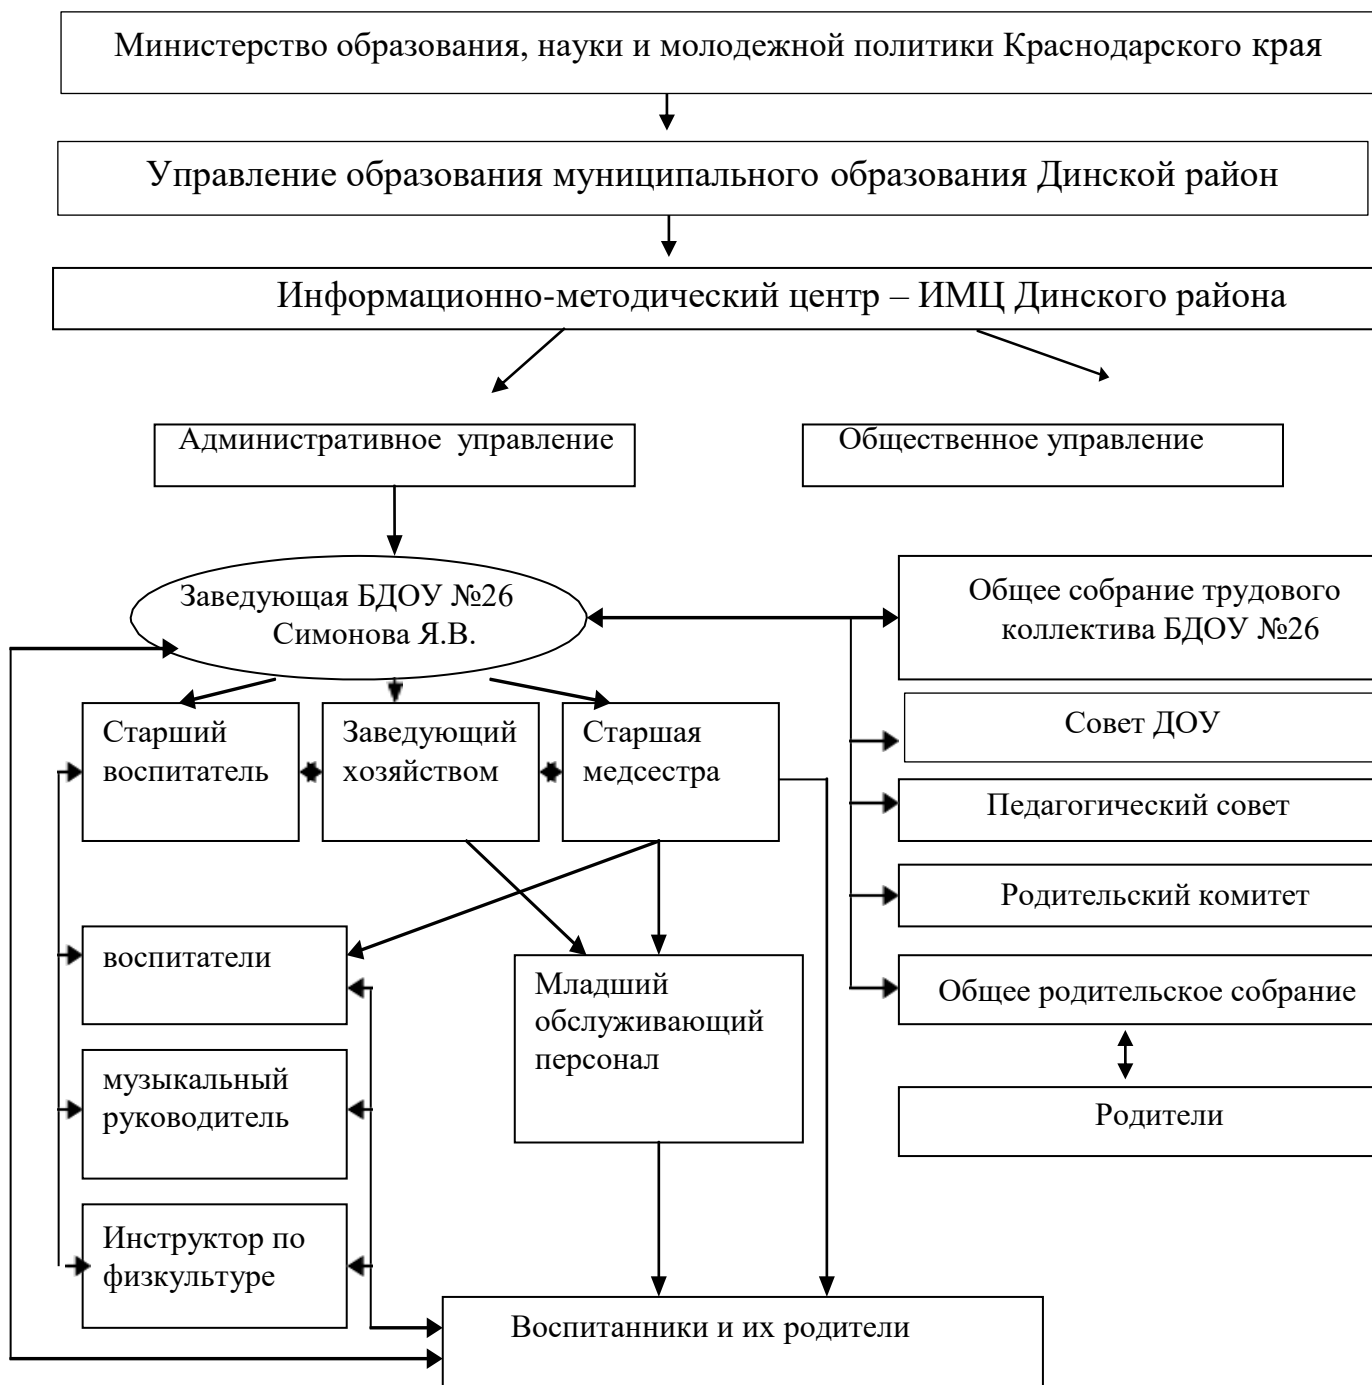 Министерство образования, науки и молодежной политики Краснодарского края
Управление образования муниципального образования Динской район
Информационно-методический центр – ИМЦ Динского района
Административное управление
Общественное управление
Заведующая БДОУ №26
Симонова Я.В.
Общее собрание трудового
коллектива БДОУ №26
Старший
воспитатель
Заведующий
хозяйством
Старшая
медсестра
Совет ДОУ
Педагогический совет
Родительский комитет
воспитатели
Младший
обслуживающий
персонал
Общее родительское собрание
музыкальный
руководитель
Родители
Инструктор по
физкультуре
Воспитанники и их родители